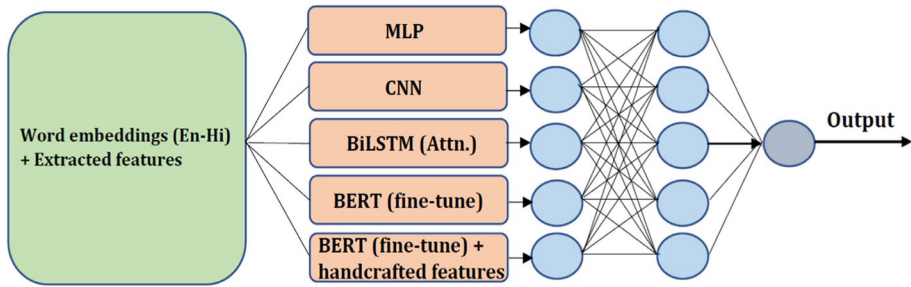 Word embeddings (En-Hi)
+ Extracted features
MLP
CNN
BiLSTM (Attn.)
BERT (fine-tune)
BERT (fine-tune) +
handcrafted features
Output